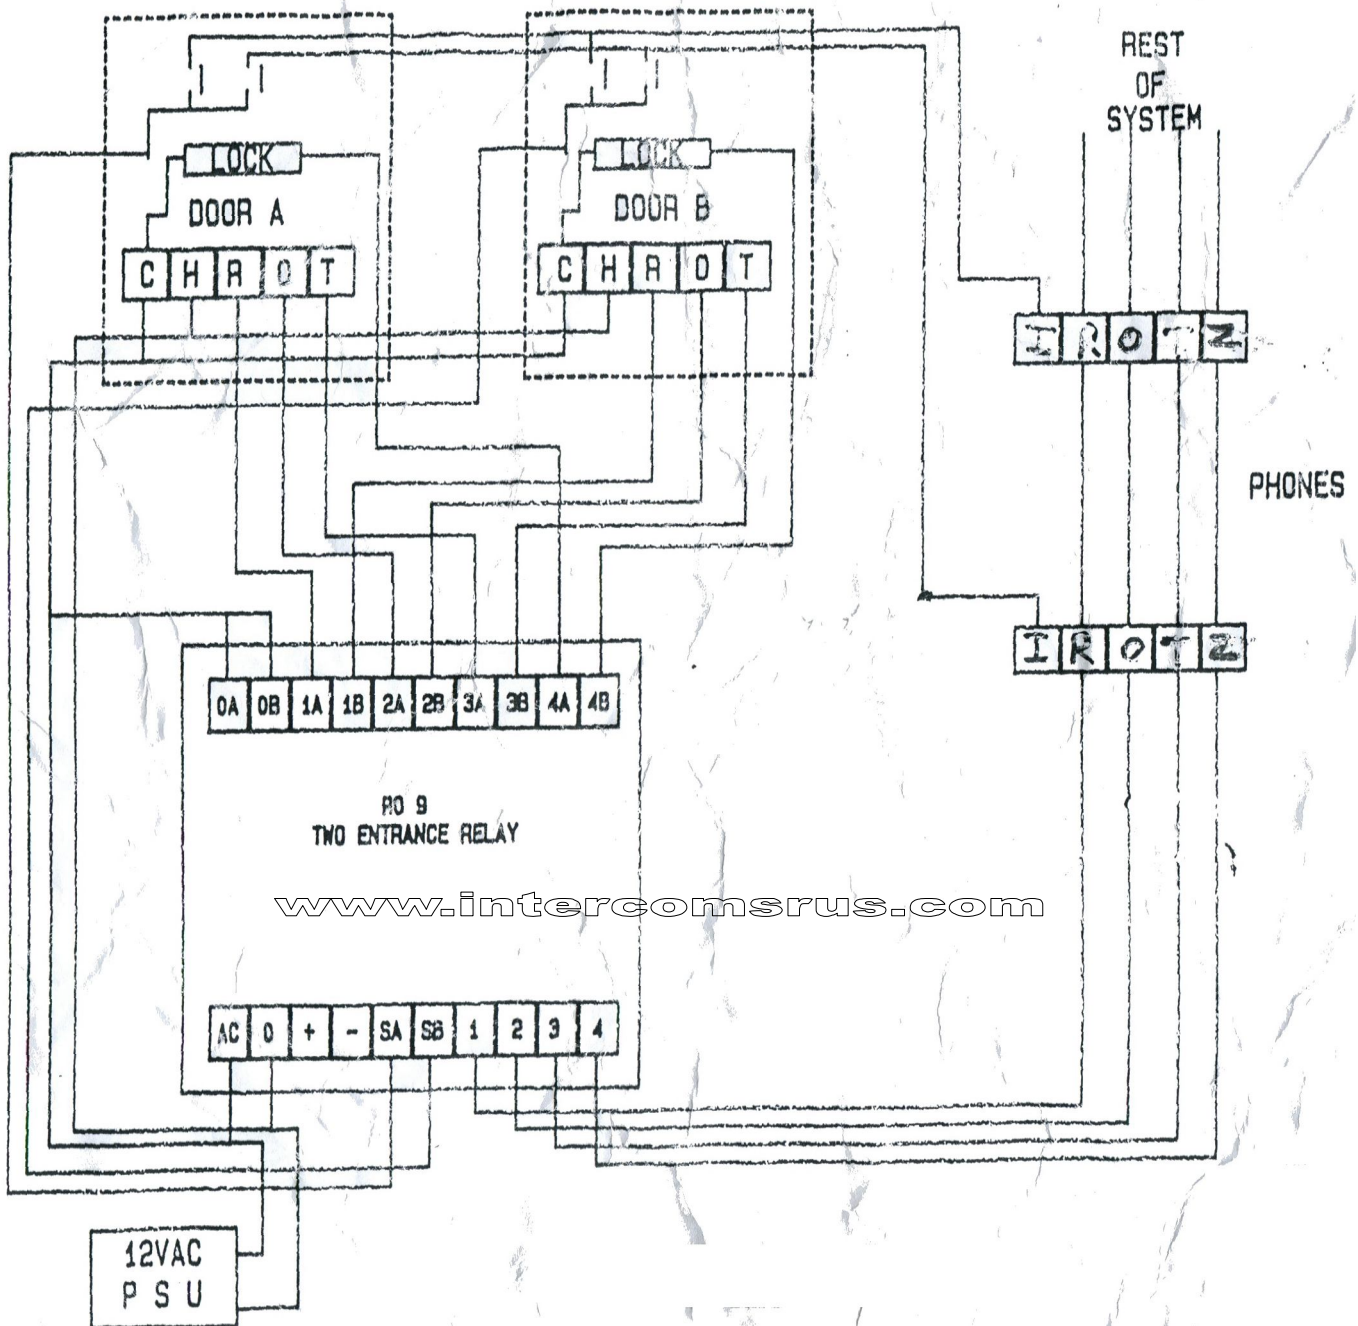 REST
OF
SYSTEM
LOCK
LOCK
DOOR A
DOOR B
C H R O T
C H R O T
I R O T Z
PHONES
I R O T Z
0A 0B 1A 1B 2A 2B 3A 3B 4A 4B
RO 9
TWO ENTRANCE RELAY
www.intercomsrus.com
AC 0 + - SA SB 1 2 3 4
12VAC
P S U